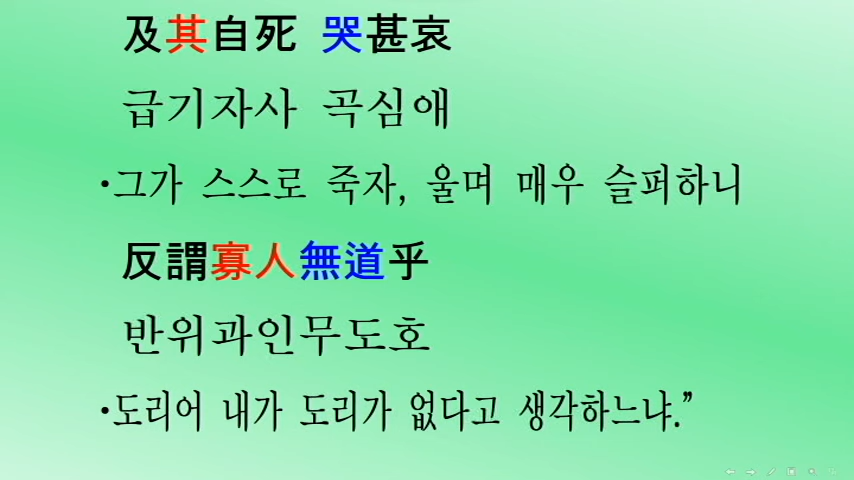 及其自死 哭甚哀
급기자사 곡심애
•그가 스스로 죽자, 울며 매우 슬퍼하니
反謂寡人無道乎
반위과인무도호
•도리어 내가 도리가 없다고 생각하느냐.”